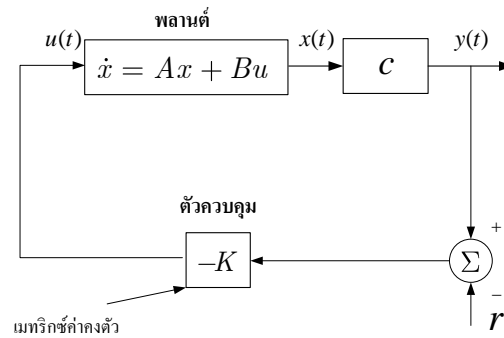 พลานต์
u(t)
ẋ = Ax + Bu
x(t)
c
y(t)
ตัวควบคุม
−K
+
Σ
−
r
เมทริกซ์ค่าคงตัว